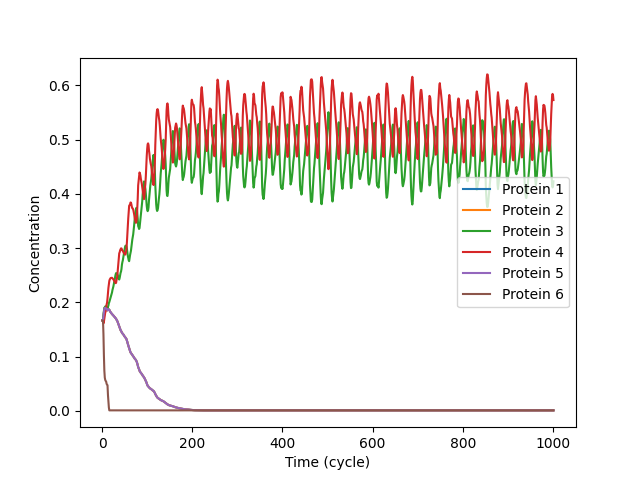 0.6
0.5
0.4
0.3
0.2
0.1
0.0
Concentration
Protein 1
Protein 2
Protein 3
Protein 4
Protein 5
Protein 6
0 200 400 600 800 1000
Time (cycle)